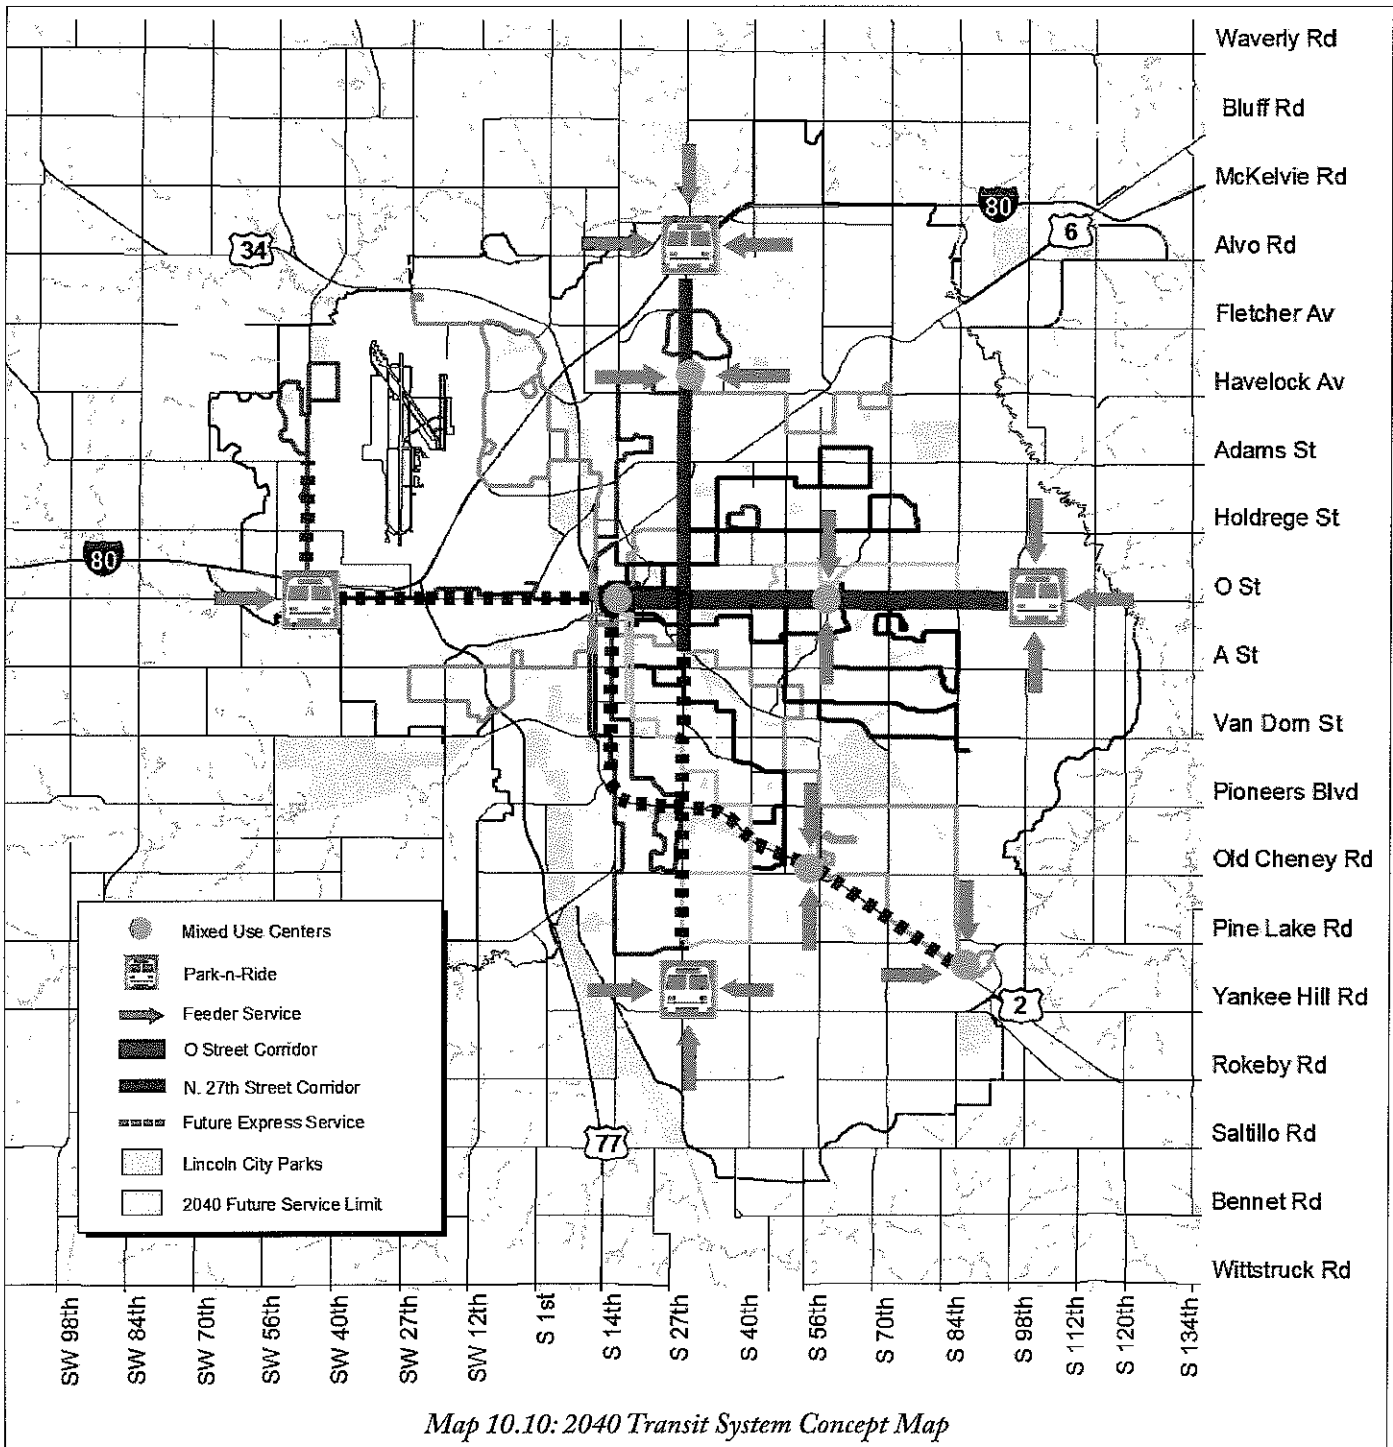 Waverly Rd
Bluff Rd
McKelvie Rd
80
6
34
Alvo Rd
Fletcher Av
Havelock Av
Adams St
Holdrege St
80
O St
A St
Van Dorn St
Pioneers Blvd
Old Cheney Rd
Pine Lake Rd
Yankee Hill Rd
2
Rokeby Rd
Saltillo Rd
77
Bennet Rd
Wittstruck Rd
Mixed Use Centers
Park-n-Ride
Feeder Service
O Street Corridor
N. 27th Street Corridor
Future Express Service
Lincoln City Parks
2040 Future Service Limit
SW 98th
SW 84th
SW 70th
SW 56th
SW 40th
SW 27th
SW 12th
S 1st
S 14th
S 27th
S 40th
S 56th
S 70th
S 84th
S 98th
S 112th
S 120th
S 134th
Map 10.10: 2040 Transit System Concept Map